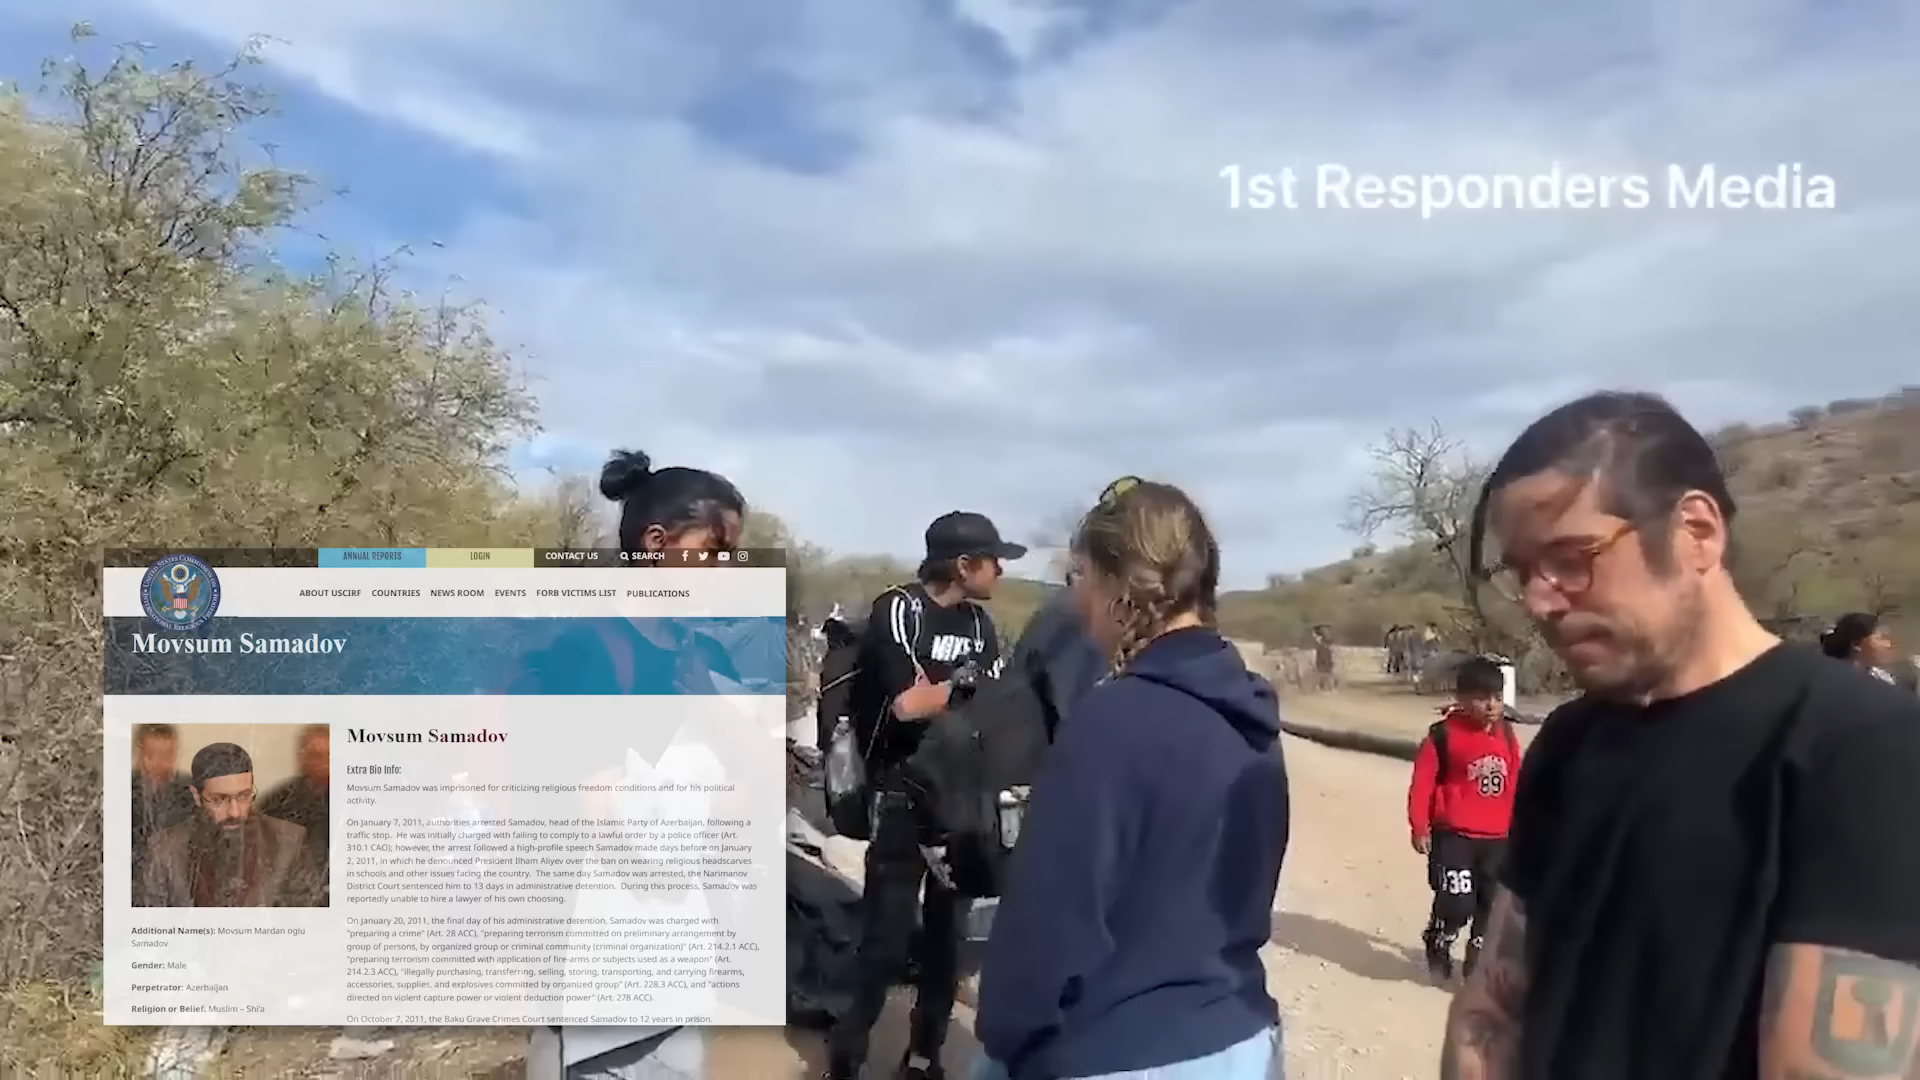 1st Responders Media
ANNUAL REPORTS
LOGIN
CONTACT US
SEARCH
UNITED STATES COMMISSION ON INTERNATIONAL RELIGIOUS FREEDOM
ABOUT USCIRF COUNTRIES NEWS ROOM EVENTS FORB VICTIMS LIST PUBLICATIONS
Movsum Samadov
Movsum Samadov
Extra Bio Info:
Movsum Samadov was imprisoned for criticizing religious freedom conditions and for his political
activity.
On January 7, 2011, authorities arrested Samadov, head of the Islamic Party of Azerbaijan, following a
traffic stop. He was initially charged with failing to comply to a lawful order by a police officer (Art.
310.1 CAO); however, the arrest followed a high-profile speech Samadov made days before on January
2, 2011, in which he denounced President Ilham Aliyev over the ban on wearing religious headscarves
in schools and other issues facing the country. The same day Samadov was arrested, the Narimanov
District Court sentenced him to 13 days in administrative detention. During this process, Samadov was
reportedly unable to hire a lawyer of his own choosing.
On January 20, 2011, the final day of his administrative detention, Samadov was charged with
"preparing a crime" (Art. 28 ACC), "preparing terrorism committed on preliminary arrangement by
group of persons, by organized group or criminal community (criminal organization)" (Art. 214.2.1 ACC),
"preparing terrorism committed with application of fire-arms or subjects used as a weapon" (Art.
214.2.3 ACC), "illegally purchasing, transferring, selling, storing, transporting, and carrying firearms,
accessories, supplies, and explosives committed by organized group" (Art. 228.3 ACC), and "actions
directed on violent capture power or violent deduction power" (Art. 278 ACC).
On October 7, 2011, the Baku Grave Crimes Court sentenced Samadov to 12 years in prison.
Additional Name(s): Movsum Mardan oglu
Samadov
Gender: Male
Perpetrator: Azerbaijan
Religion or Belief: Muslim – Shi'a
89
36